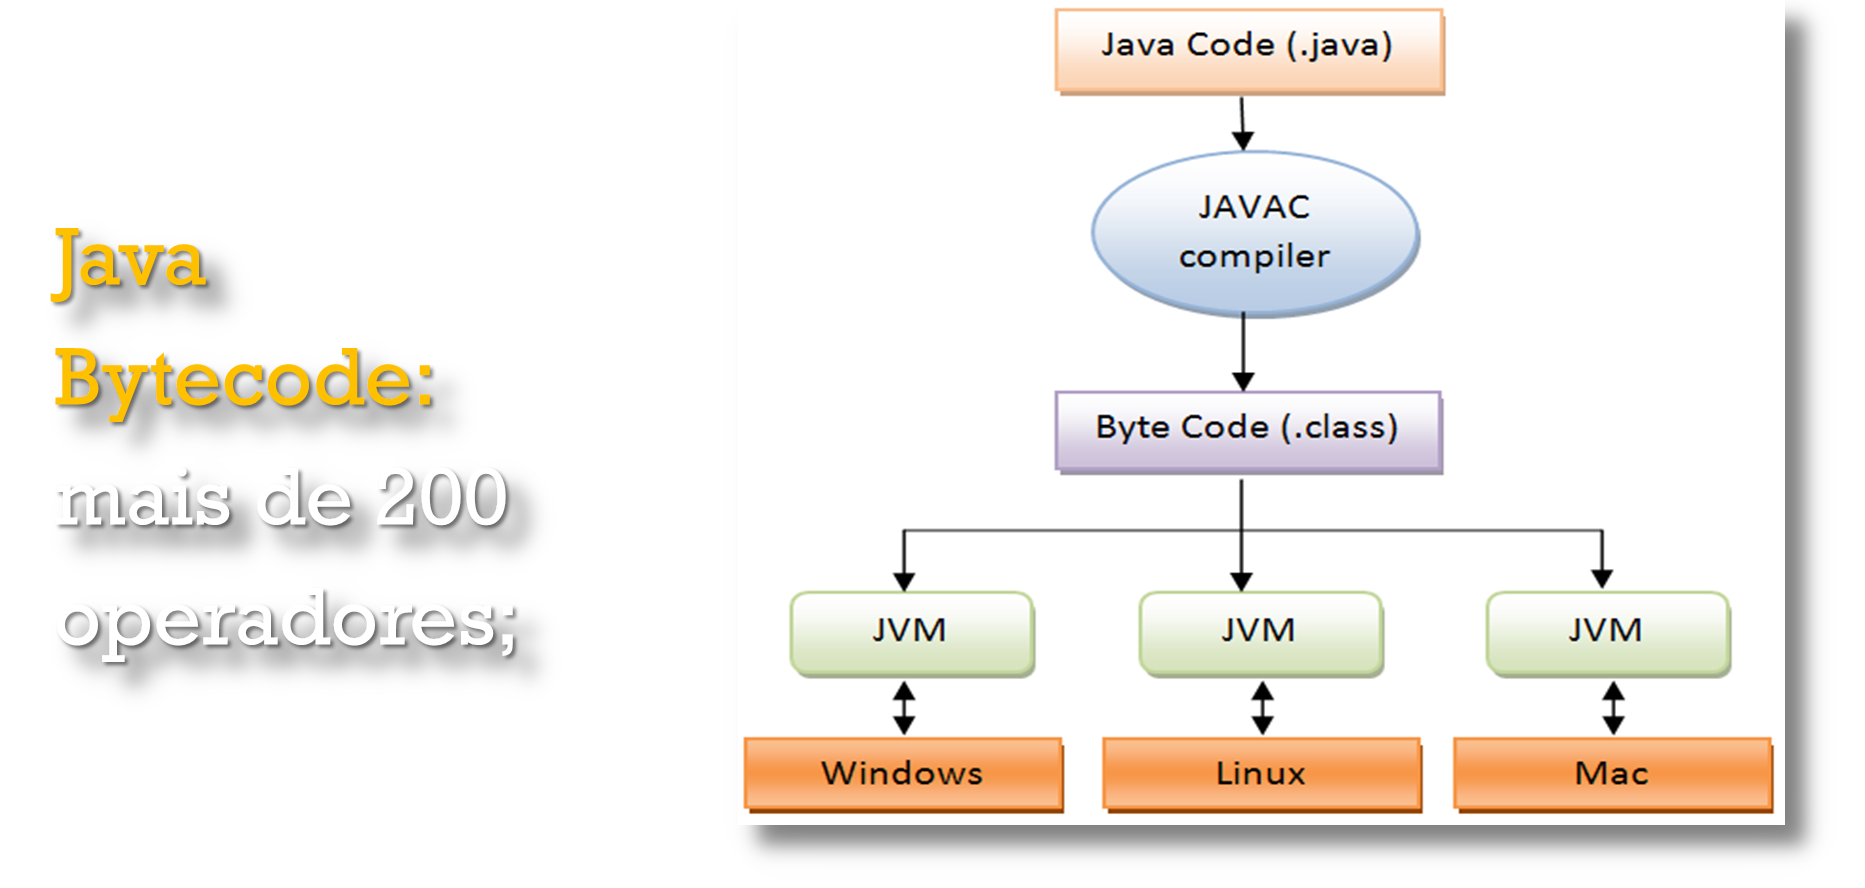 Java
Bytecode:
mais de 200
operadores;
Java Code (.java)
JAVAC
compiler
Byte Code (.class)
JVM
JVM
JVM
Windows
Linux
Mac